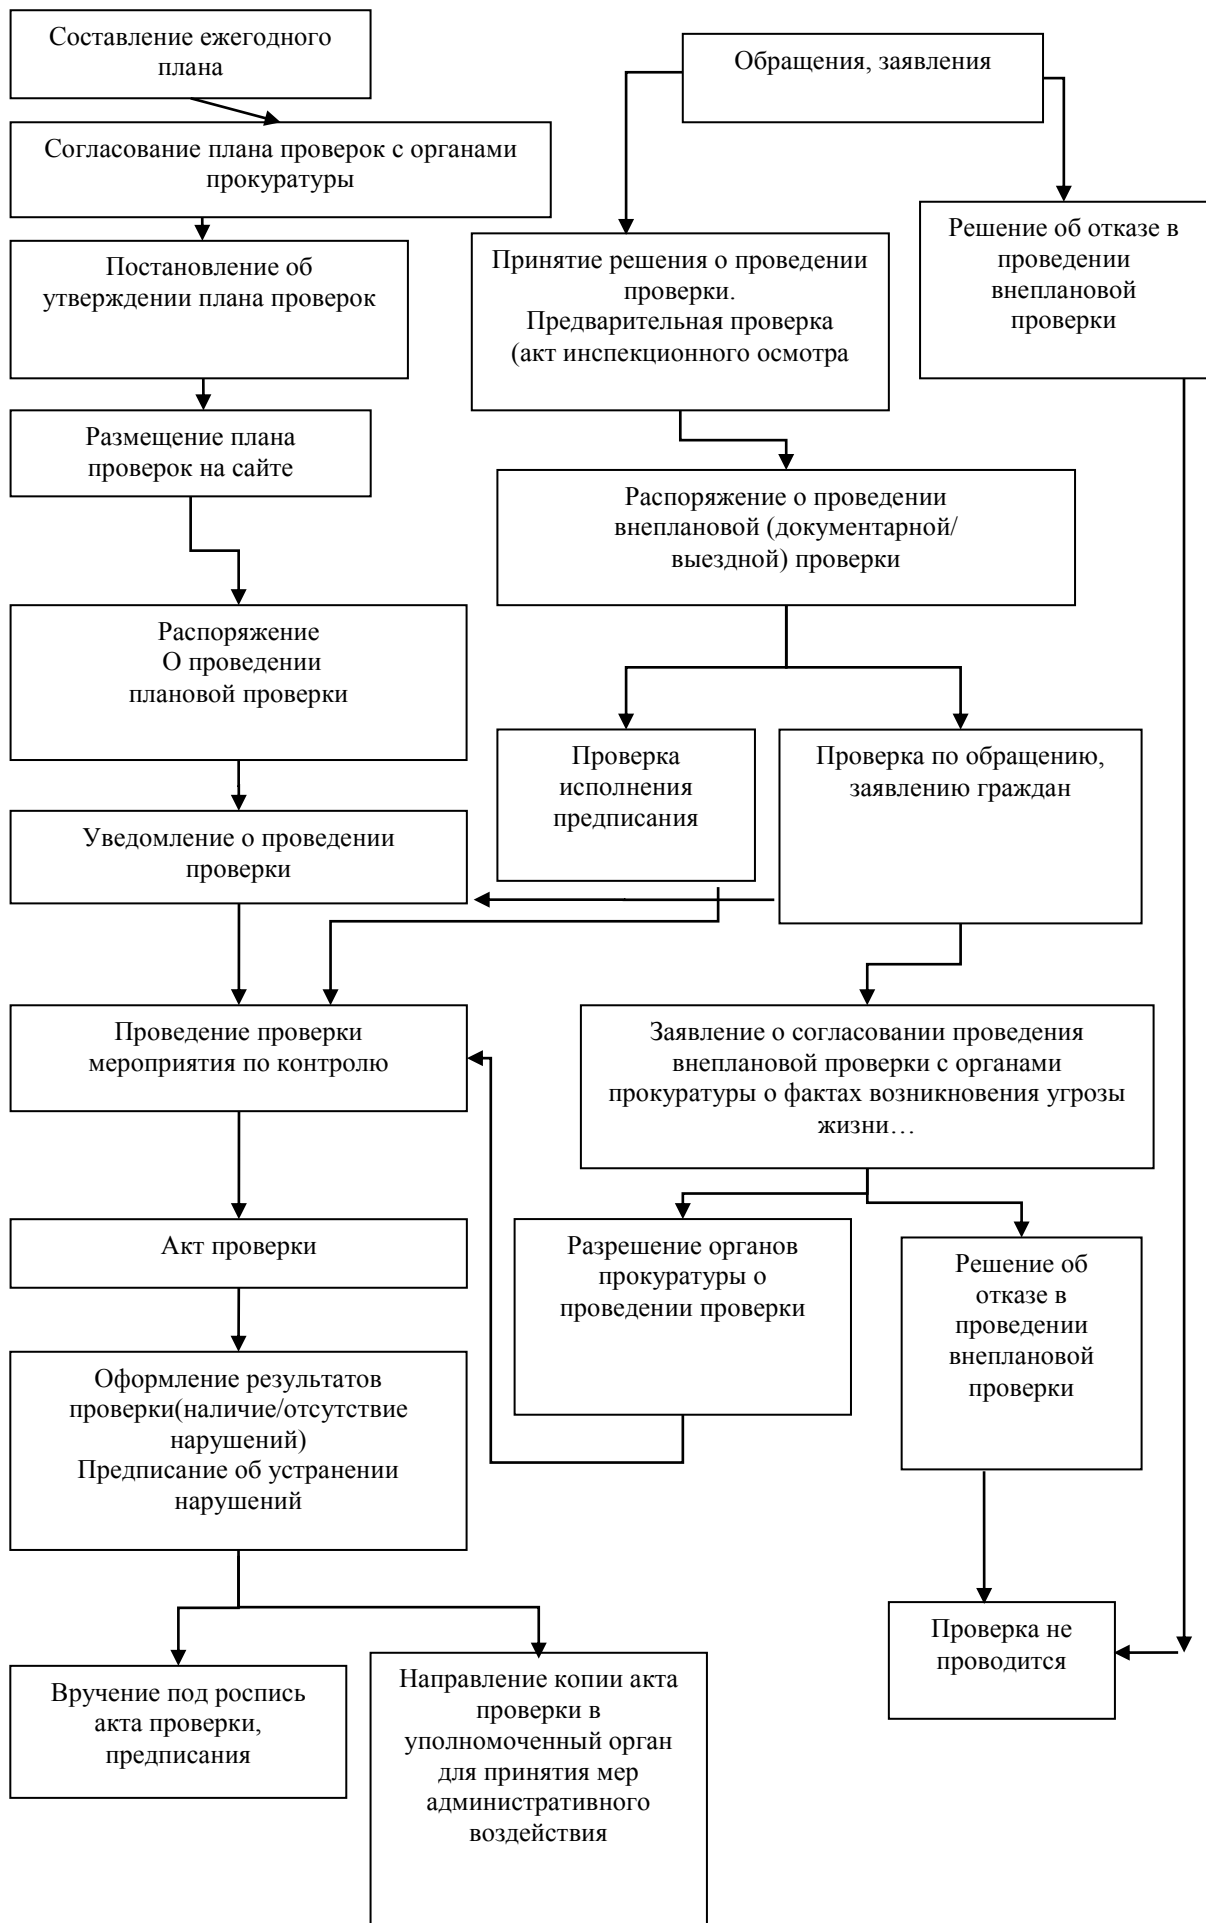 Составление ежегодного
плана
Обращения, заявления
Согласование плана проверок с органами
прокуратуры
Постановление об
утверждении плана проверок
Принятие решения о проведении
проверки.
Предварительная проверка
(акт инспекционного осмотра
Решение об отказе в
проведении
внеплановой
проверки
Размещение плана
проверок на сайте
Распоряжение о проведении
внеплановой (документарной/
выездной) проверки
Распоряжение
О проведении
плановой проверки
Проверка
исполнения
предписания
Проверка по обращению,
заявлению граждан
Уведомление о проведении
проверки
Проведение проверки
мероприятия по контролю
Заявление о согласовании проведения
внеплановой проверки с органами
прокуратуры о фактах возникновения угрозы
жизни…
Акт проверки
Разрешение органов
прокуратуры о
проведении проверки
Решение об
отказе в
проведении
внеплановой
проверки
Оформление результатов
проверки(наличие/отсутствие
нарушений)
Предписание об устранении
нарушений
Проверка не
проводится
Вручение под роспись
акта проверки,
предписания
Направление копии акта
проверки в
уполномоченный орган
для принятия мер
административного
воздействия